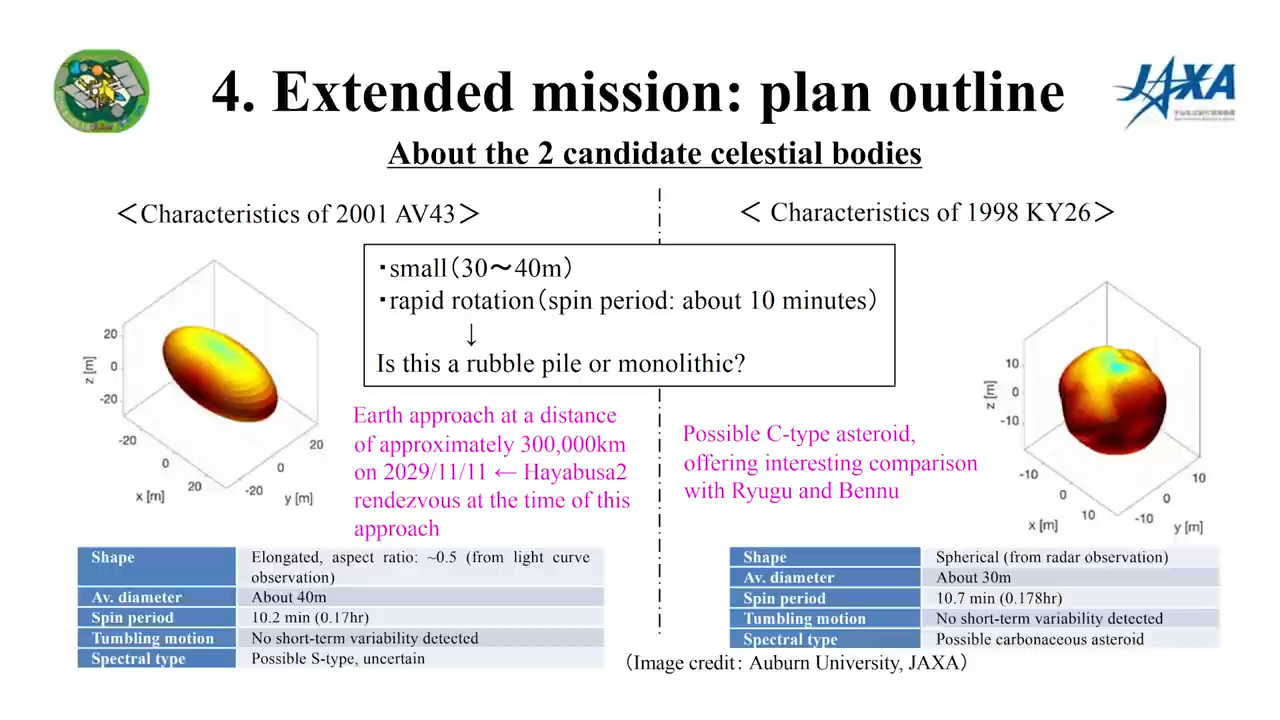 4. Extended mission: plan outline
JAXA
About the 2 candidate celestial bodies
＜Characteristics of 2001 AV43＞
＜ Characteristics of 1998 KY26＞
・small（30～40m）
・rapid rotation（spin period: about 10 minutes）
↓
Is this a rubble pile or monolithic?
20
0
-20
z [m]
-20
0
20
x [m]
20
0
-20
y [m]
Earth approach at a distance
of approximately 300,000km
on 2029/11/11 ← Hayabusa2
rendezvous at the time of this
approach
Possible C-type asteroid,
offering interesting comparison
with Ryugu and Bennu
10
0
-10
z [m]
-10
0
10
x [m]
10
0
-10
y [m]
Shape Elongated, aspect ratio: ~0.5 (from light curve
observation)
Av. diameter About 40m
Spin period 10.2 min (0.17hr)
Tumbling motion No short-term variability detected
Spectral type Possible S-type, uncertain
Shape Spherical (from radar observation)
Av. diameter About 30m
Spin period 10.7 min (0.178hr)
Tumbling motion No short-term variability detected
Spectral type Possible carbonaceous asteroid
（Image credit：Auburn University, JAXA）